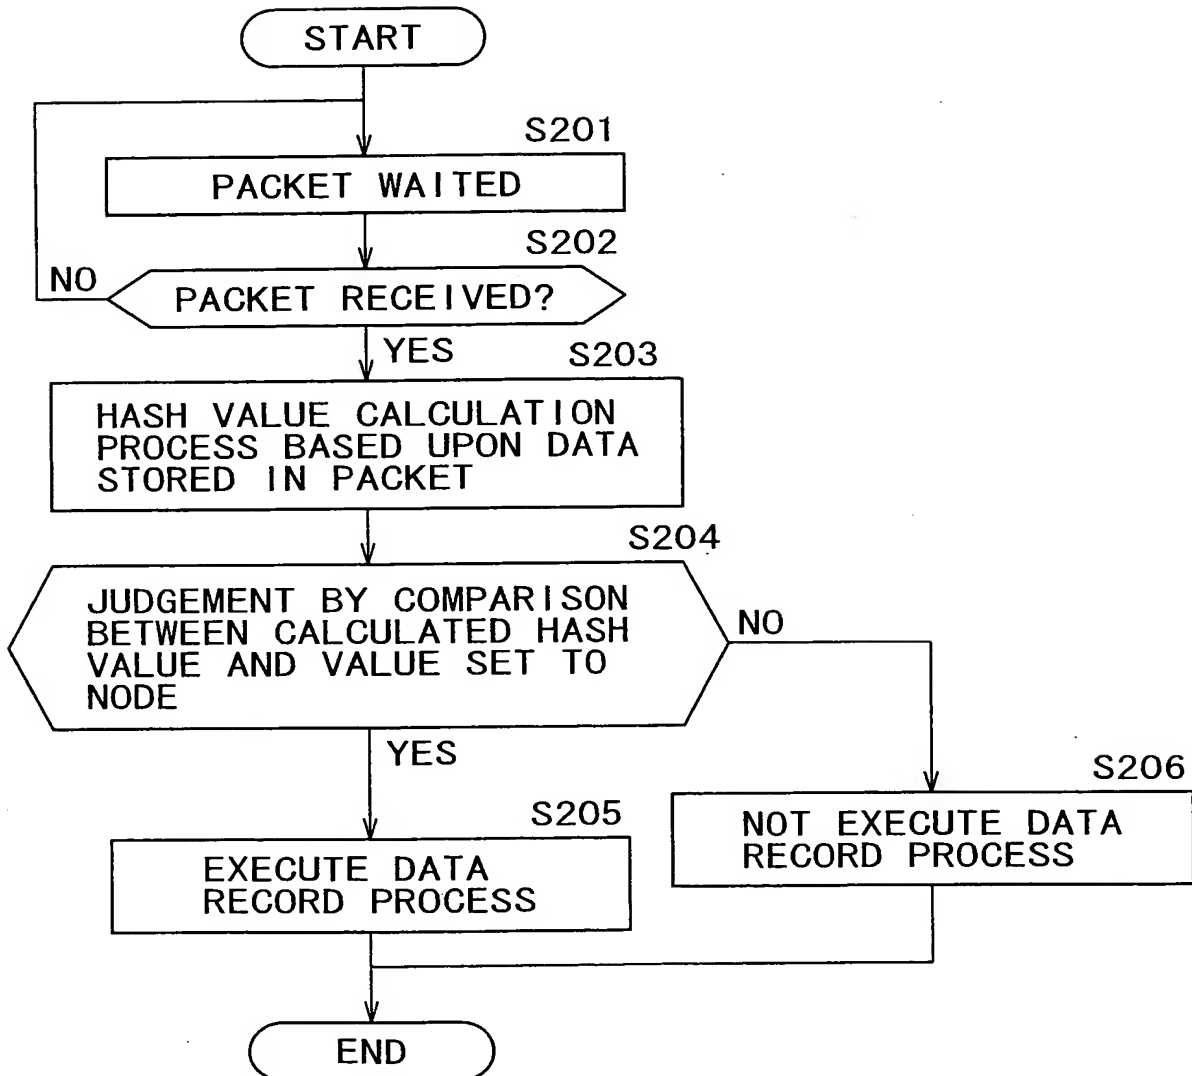 START
S201
PACKET WAITED
S202
NO
PACKET RECEIVED?
YES
S203
HASH VALUE CALCULATION
PROCESS BASED UPON DATA
STORED IN PACKET
S204
JUDGEMENT BY COMPARISON
BETWEEN CALCULATED HASH
VALUE AND VALUE SET TO
NODE
NO
YES
S206
S205
NOT EXECUTE DATA
RECORD PROCESS
EXECUTE DATA
RECORD PROCESS
END